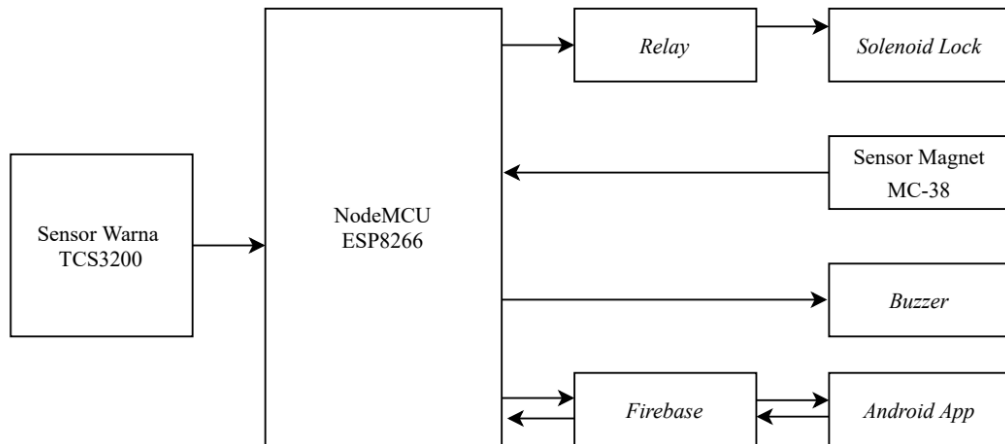 Sensor Warna
TCS3200
NodeMCU
ESP8266
Relay
Solenoid Lock
Sensor Magnet
MC-38
Buzzer
Firebase
Android App